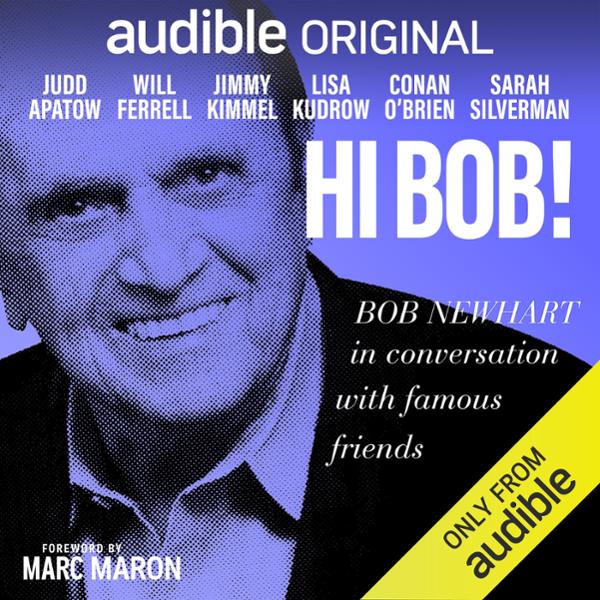 audible ORIGINAL
JUDD APATOW
WILL FERRELL
JIMMY KIMMEL
LISA KUDROW
CONAN O'BRIEN
SARAH SILVERMAN
HI BOB!
BOB NEWHART
in conversation
with famous
friends
FOREWORD BY
MARC MARON
ONLY FROM
audible